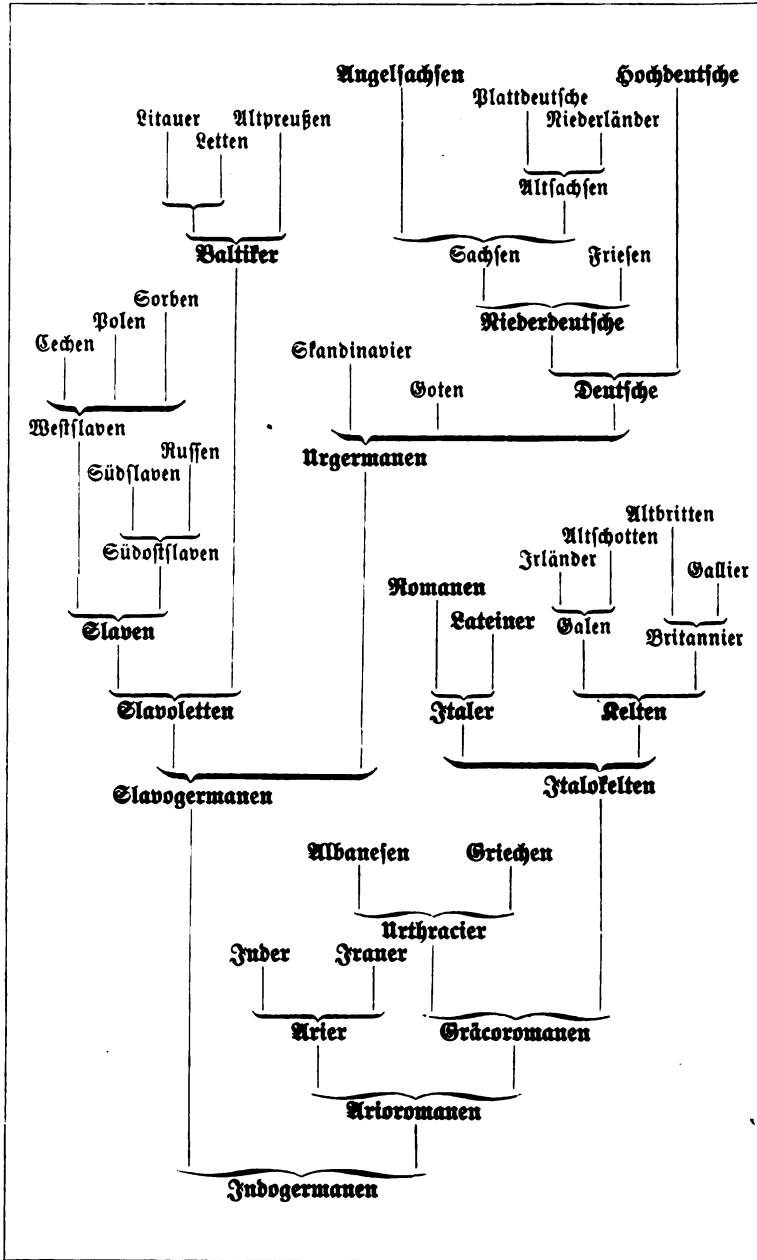 Angelsachsen Hochdeutsche
Plattdeutsche
Litauer Altpreußen Niederländer
Letten
Altsachsen
Baltiker Sachsen Friesen
Sorben
Polen Niederdeutsche
Cechen
Skandinavier
Goten Deutsche
Westslaven
Russen Urgermanen
Südslaven
Altbritten
Altschotten
Südostslaven Irländer
Gallier
Romanen
Lateiner Galen
Slaven Britannier
Slavoletten Italer Kelten
Slavogermanen Italokelten
Albanesen Griechen
Urthracier
Inder Iraner
Arier Gräcoromanen
Arioromanen
Indogermanen